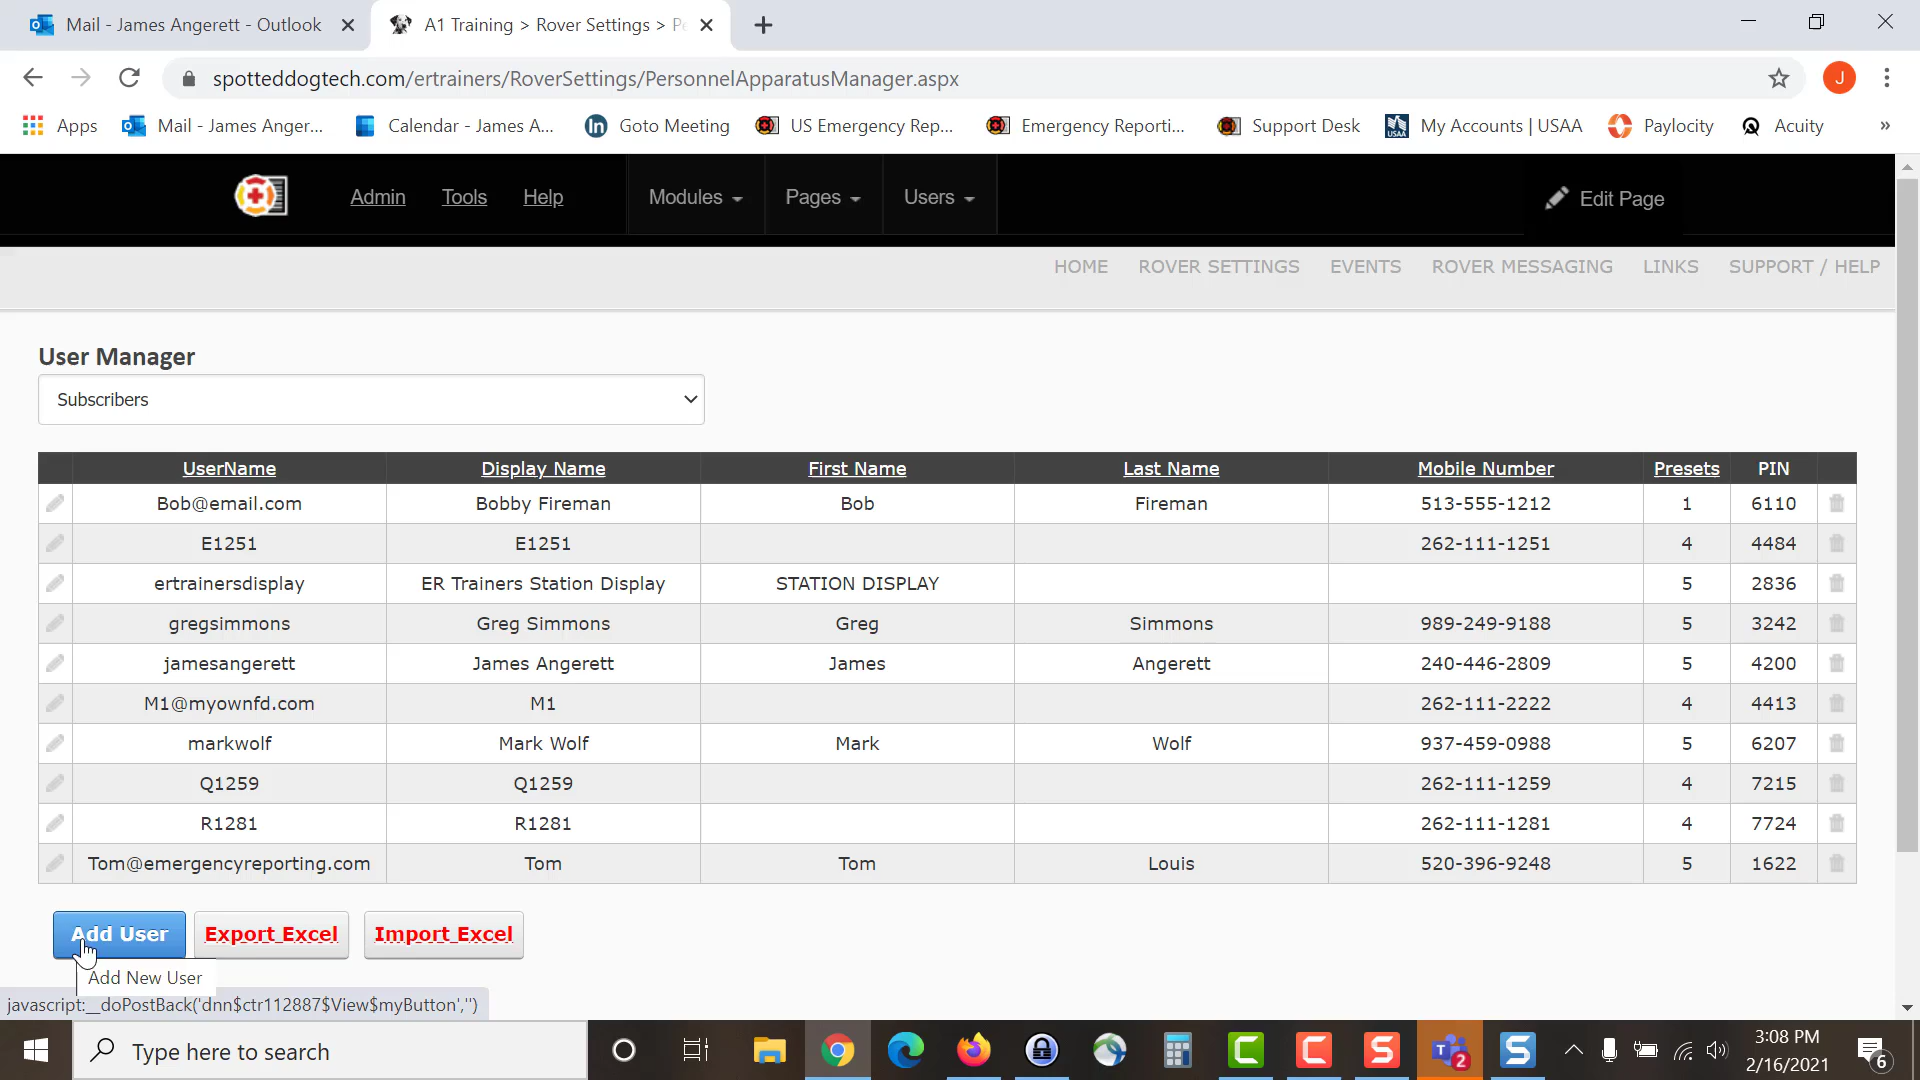 Mail - James Angerett - Outlook
A1 Training > Rover Settings > Pe
spotteddogtech.com/ertrainers/RoverSettings/PersonnelApparatusManager.aspx
J
Apps
Mail - James Anger...
Calendar - James A...
Goto Meeting
US Emergency Rep...
Emergency Reporti...
Support Desk
My Accounts | USAA
Paylocity
Acuity
»
Admin
Tools
Help
Modules
Pages
Users
Edit Page
HOME
ROVER SETTINGS
EVENTS
ROVER MESSAGING
LINKS
SUPPORT / HELP
User Manager
Subscribers
UserName Display Name First Name Last Name Mobile Number Presets PIN
Bob@email.com Bobby Fireman Bob Fireman 513-555-1212 1 6110
E1251 E1251 262-111-1251 4 4484
ertrainersdisplay ER Trainers Station Display STATION DISPLAY 5 2836
gregsimmons Greg Simmons Greg Simmons 989-249-9188 5 3242
jamesangerett James Angerett James Angerett 240-446-2809 5 4200
M1@myownfd.com M1 262-111-2222 4 4413
markwolf Mark Wolf Mark Wolf 937-459-0988 5 6207
Q1259 Q1259 262-111-1259 4 7215
R1281 R1281 262-111-1281 4 7724
Tom@emergencyreporting.com Tom Tom Louis 520-396-9248 5 1622
Add User
Export_Excel
Import_Excel
Add New User
javascript:__doPostBack('dnn$ctr112887$View$myButton','')
Type here to search
2
3:08 PM
2/16/2021
6